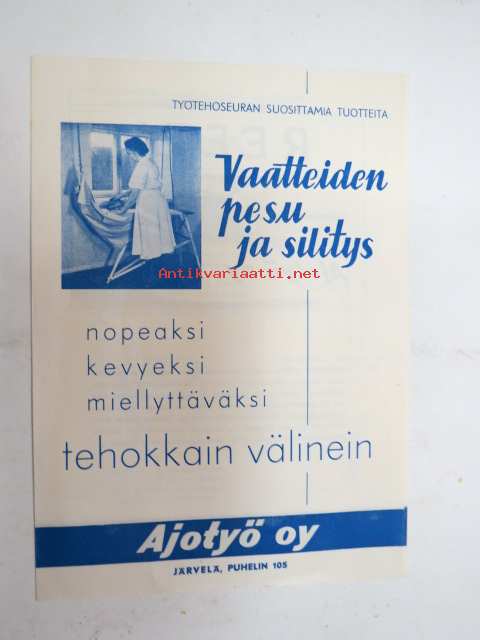 TYÖTEHOSEURAN SUOSITTAMIA TUOTTEITA
Vaatteiden
pesu
ja silitys
Antikvariaatti.net
nopeaksi
kevyeksi
miellyttäväksi
tehokkain välinein
Ajotyö oy
JÄRVELÄ, PUHELIN 105